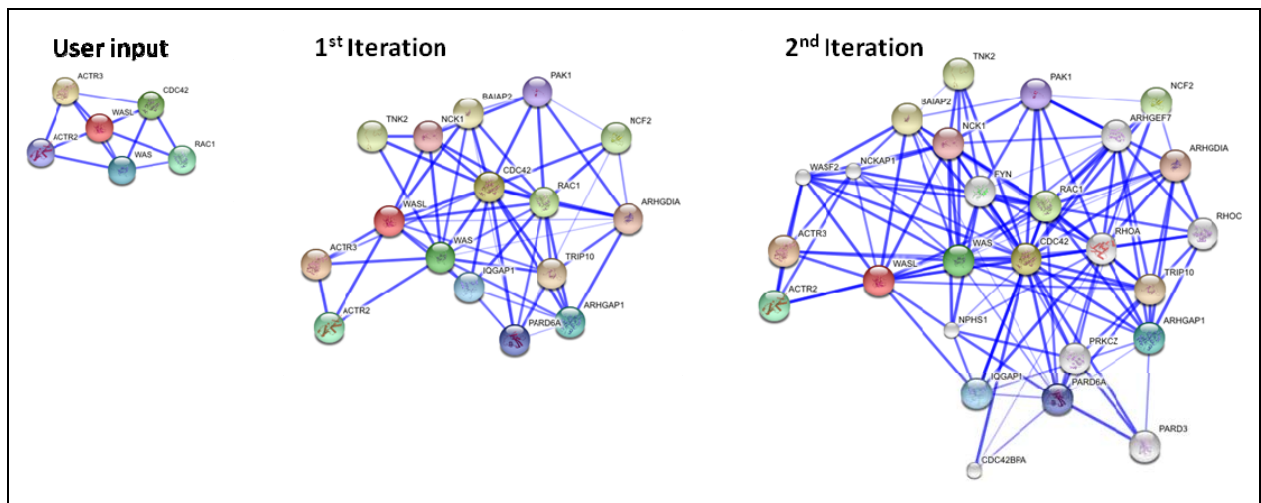 User input
ACTR3
CDC42
WASL
ACTR2
WAS
RAC1
1st Iteration
PAK1
BAIAP2
TNK2
NCK1
NCF2
CDC42
RAC1
WASL
ARHGDIA
WAS
ACTR3
TRIP10
IQGAP1
ARHGAP1
ACTR2
PARD6A
2nd Iteration
TNK2
PAK1
NCF2
BAIAP2
ARHGEF7
NCK1
ARHGDIA
WASF2
NCKAP1
FYN
RAC1
RHOC
ACTR3
WAS
CDC42
RHOA
WASL
TRIP10
ACTR2
NPHS1
ARHGAP1
PRKCZ
IQGAP1
PARD6A
PARD3
CDC42BPA